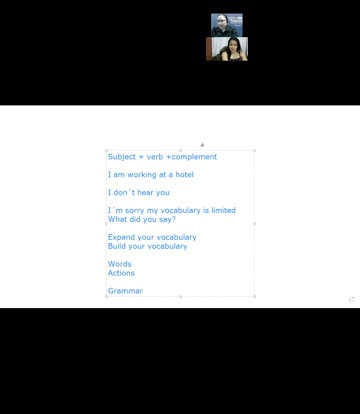 Subject + verb +complement
I am working at a hotel
I don´t hear you
I´m sorry my vocabulary is limited
What did you say?
Expand your vocabulary
Build your vocabulary
Words
Actions
Grammar